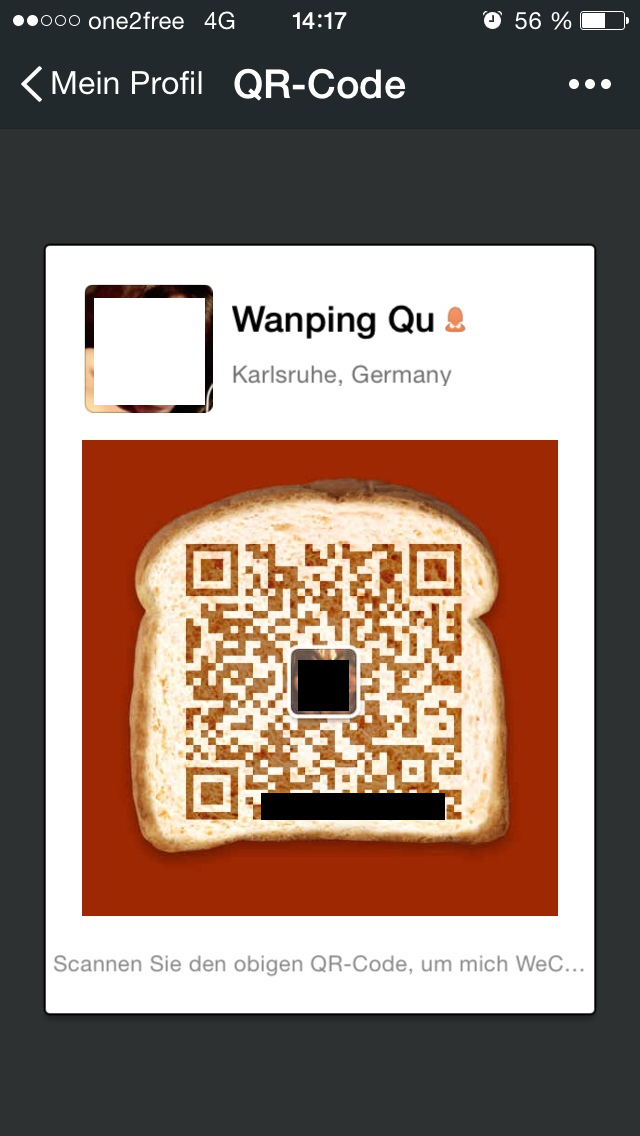 one2free 4G 14:17 56 %
Mein Profil QR-Code
Wanping Qu
Karlsruhe, Germany
Scannen Sie den obigen QR-Code, um mich WeC...